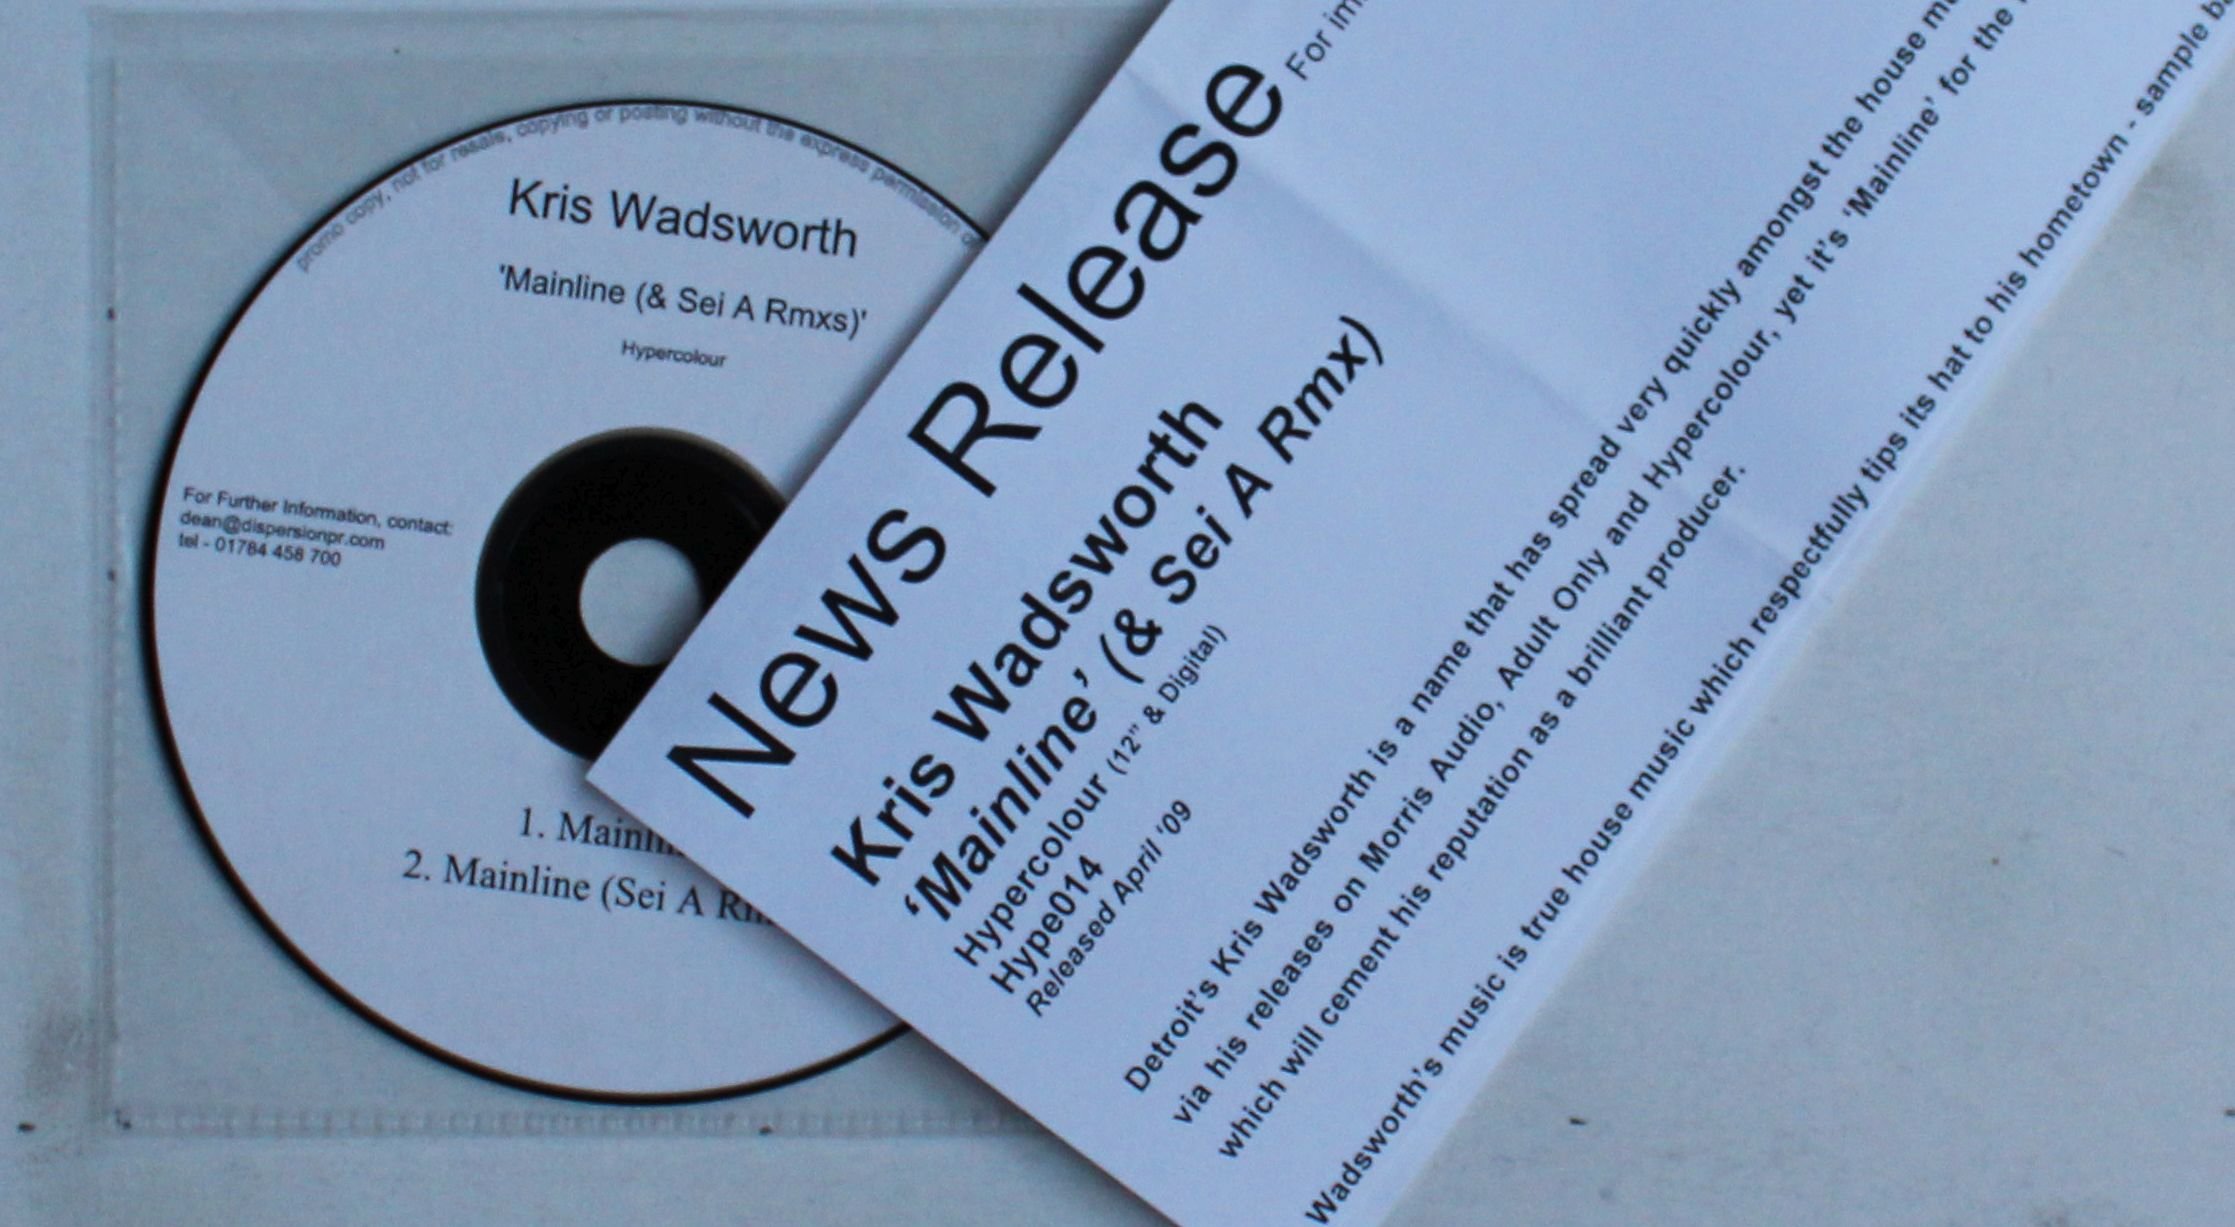 promo copy, not for resale, copying or posting without the express permission
Kris Wadsworth
'Mainline (& Sei A Rmxs)'
Hypercolour
For Further Information, contact:
dean@dispersionpr.com
tel - 01784 458 700
1.
2. Mainline (Sei A
News Release
For
Kris Wadsworth
‘Mainline’ (& Sei A Rmx)
Hypercolour (12” & Digital)
Hype014
Released April ‘09
Detroit’s Kris Wadsworth is a name that has spread very quickly amongst the house
via his releases on Morris Audio, Adult Only and Hypercolour, yet it’s ‘Mainline’ for the
which will cement his reputation as a brilliant producer.
Wadsworth’s music is true house music which respectfully tips its hat to his hometown - sample